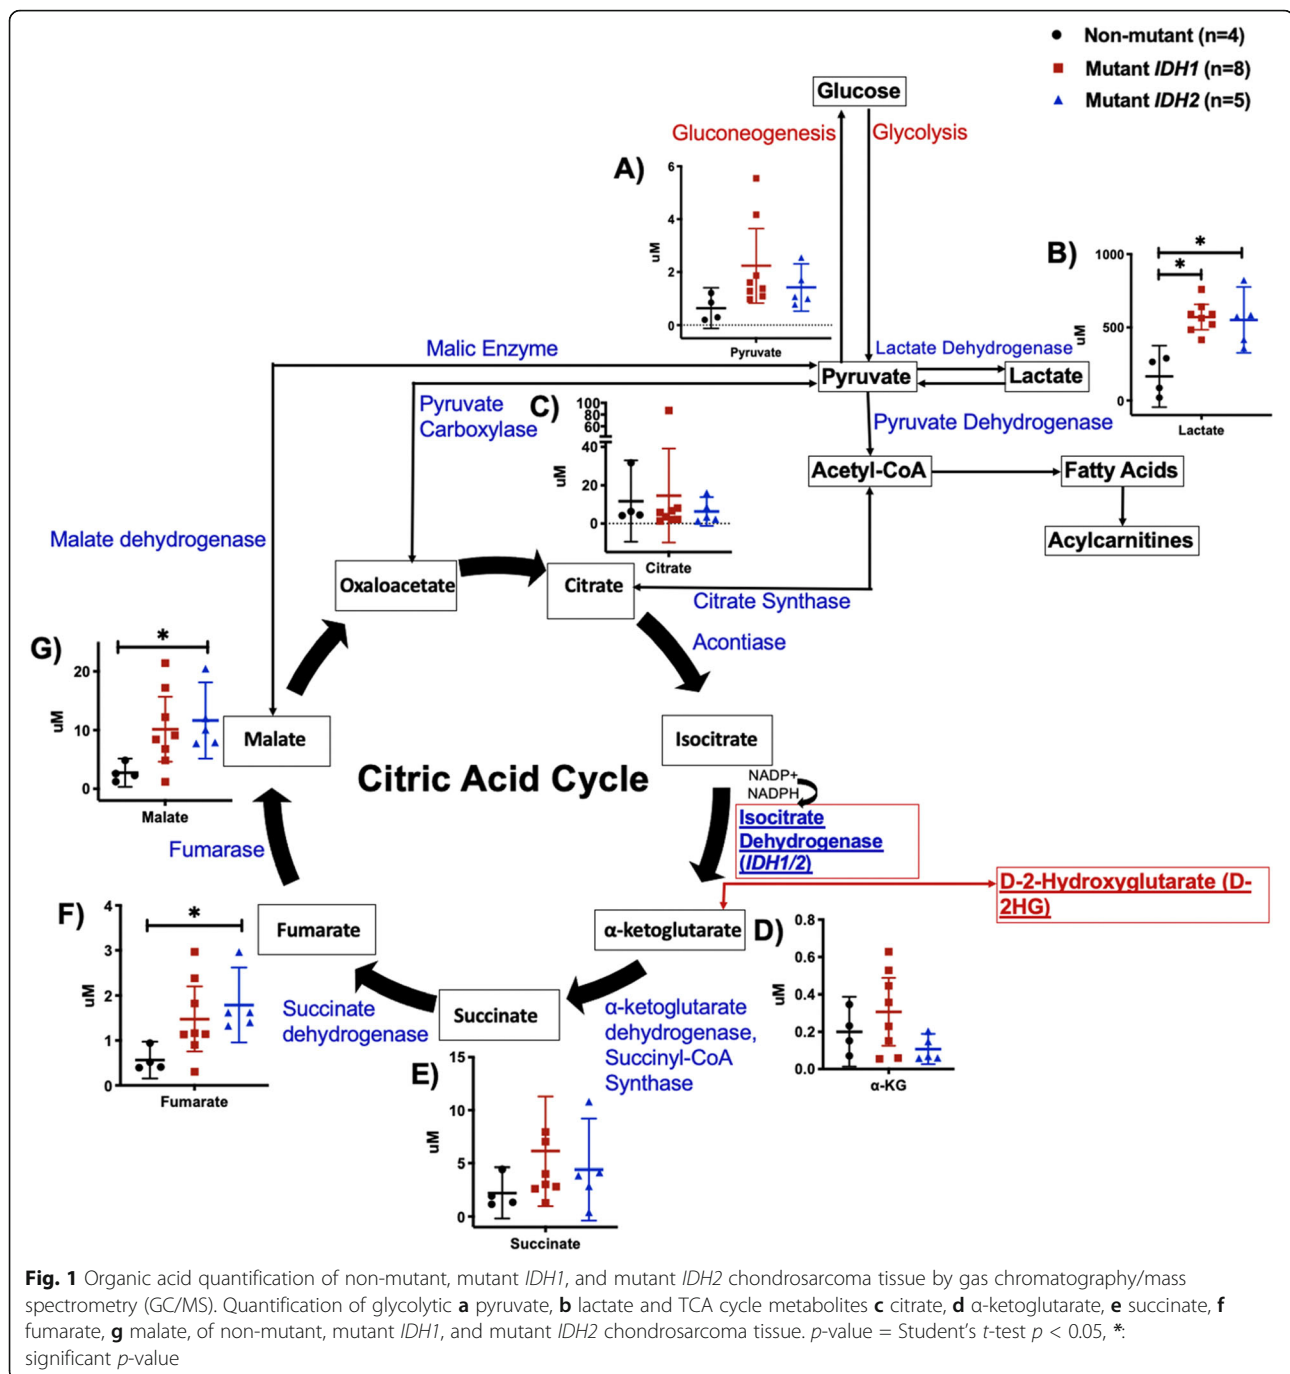 Non-mutant (n=4)
Mutant IDH1 (n=8)
Mutant IDH2 (n=5)
Glucose
Gluconeogenesis
Glycolysis
A)
6
4
2
0
uM
Pyruvate
B)
1000
500
0
uM
*
*
Lactate
Malic Enzyme
Lactate Dehydrogenase
Pyruvate
Lactate
Pyruvate
Carboxylase
Pyruvate Dehydrogenase
C)
100
80
60
40
20
0
uM
Citrate
Acetyl-CoA
Fatty Acids
Acylcarnitines
Malate dehydrogenase
Oxaloacetate
Citrate
Citrate Synthase
Acontiase
G)
20
10
0
uM
*
Malate
Malate
Isocitrate
Citric Acid Cycle
NADP+
NADPH
Isocitrate
Dehydrogenase
(IDH1/2)
Fumarase
D-2-Hydroxyglutarate (D-
2HG)
F)
4
3
2
1
0
uM
*
Fumarate
Fumarate
α-ketoglutarate
D)
0.8
0.6
0.4
0.2
0.0
uM
α-KG
Succinate
dehydrogenase
Succinate
α-ketoglutarate
dehydrogenase,
Succinyl-CoA
Synthase
E)
15
10
5
0
uM
Succinate
Fig. 1 Organic acid quantification of non-mutant, mutant IDH1, and mutant IDH2 chondrosarcoma tissue by gas chromatography/mass
spectrometry (GC/MS). Quantification of glycolytic a pyruvate, b lactate and TCA cycle metabolites c citrate, d α-ketoglutarate, e succinate, f
fumarate, g malate, of non-mutant, mutant IDH1, and mutant IDH2 chondrosarcoma tissue. p-value = Student's t-test p < 0.05, *:
significant p-value